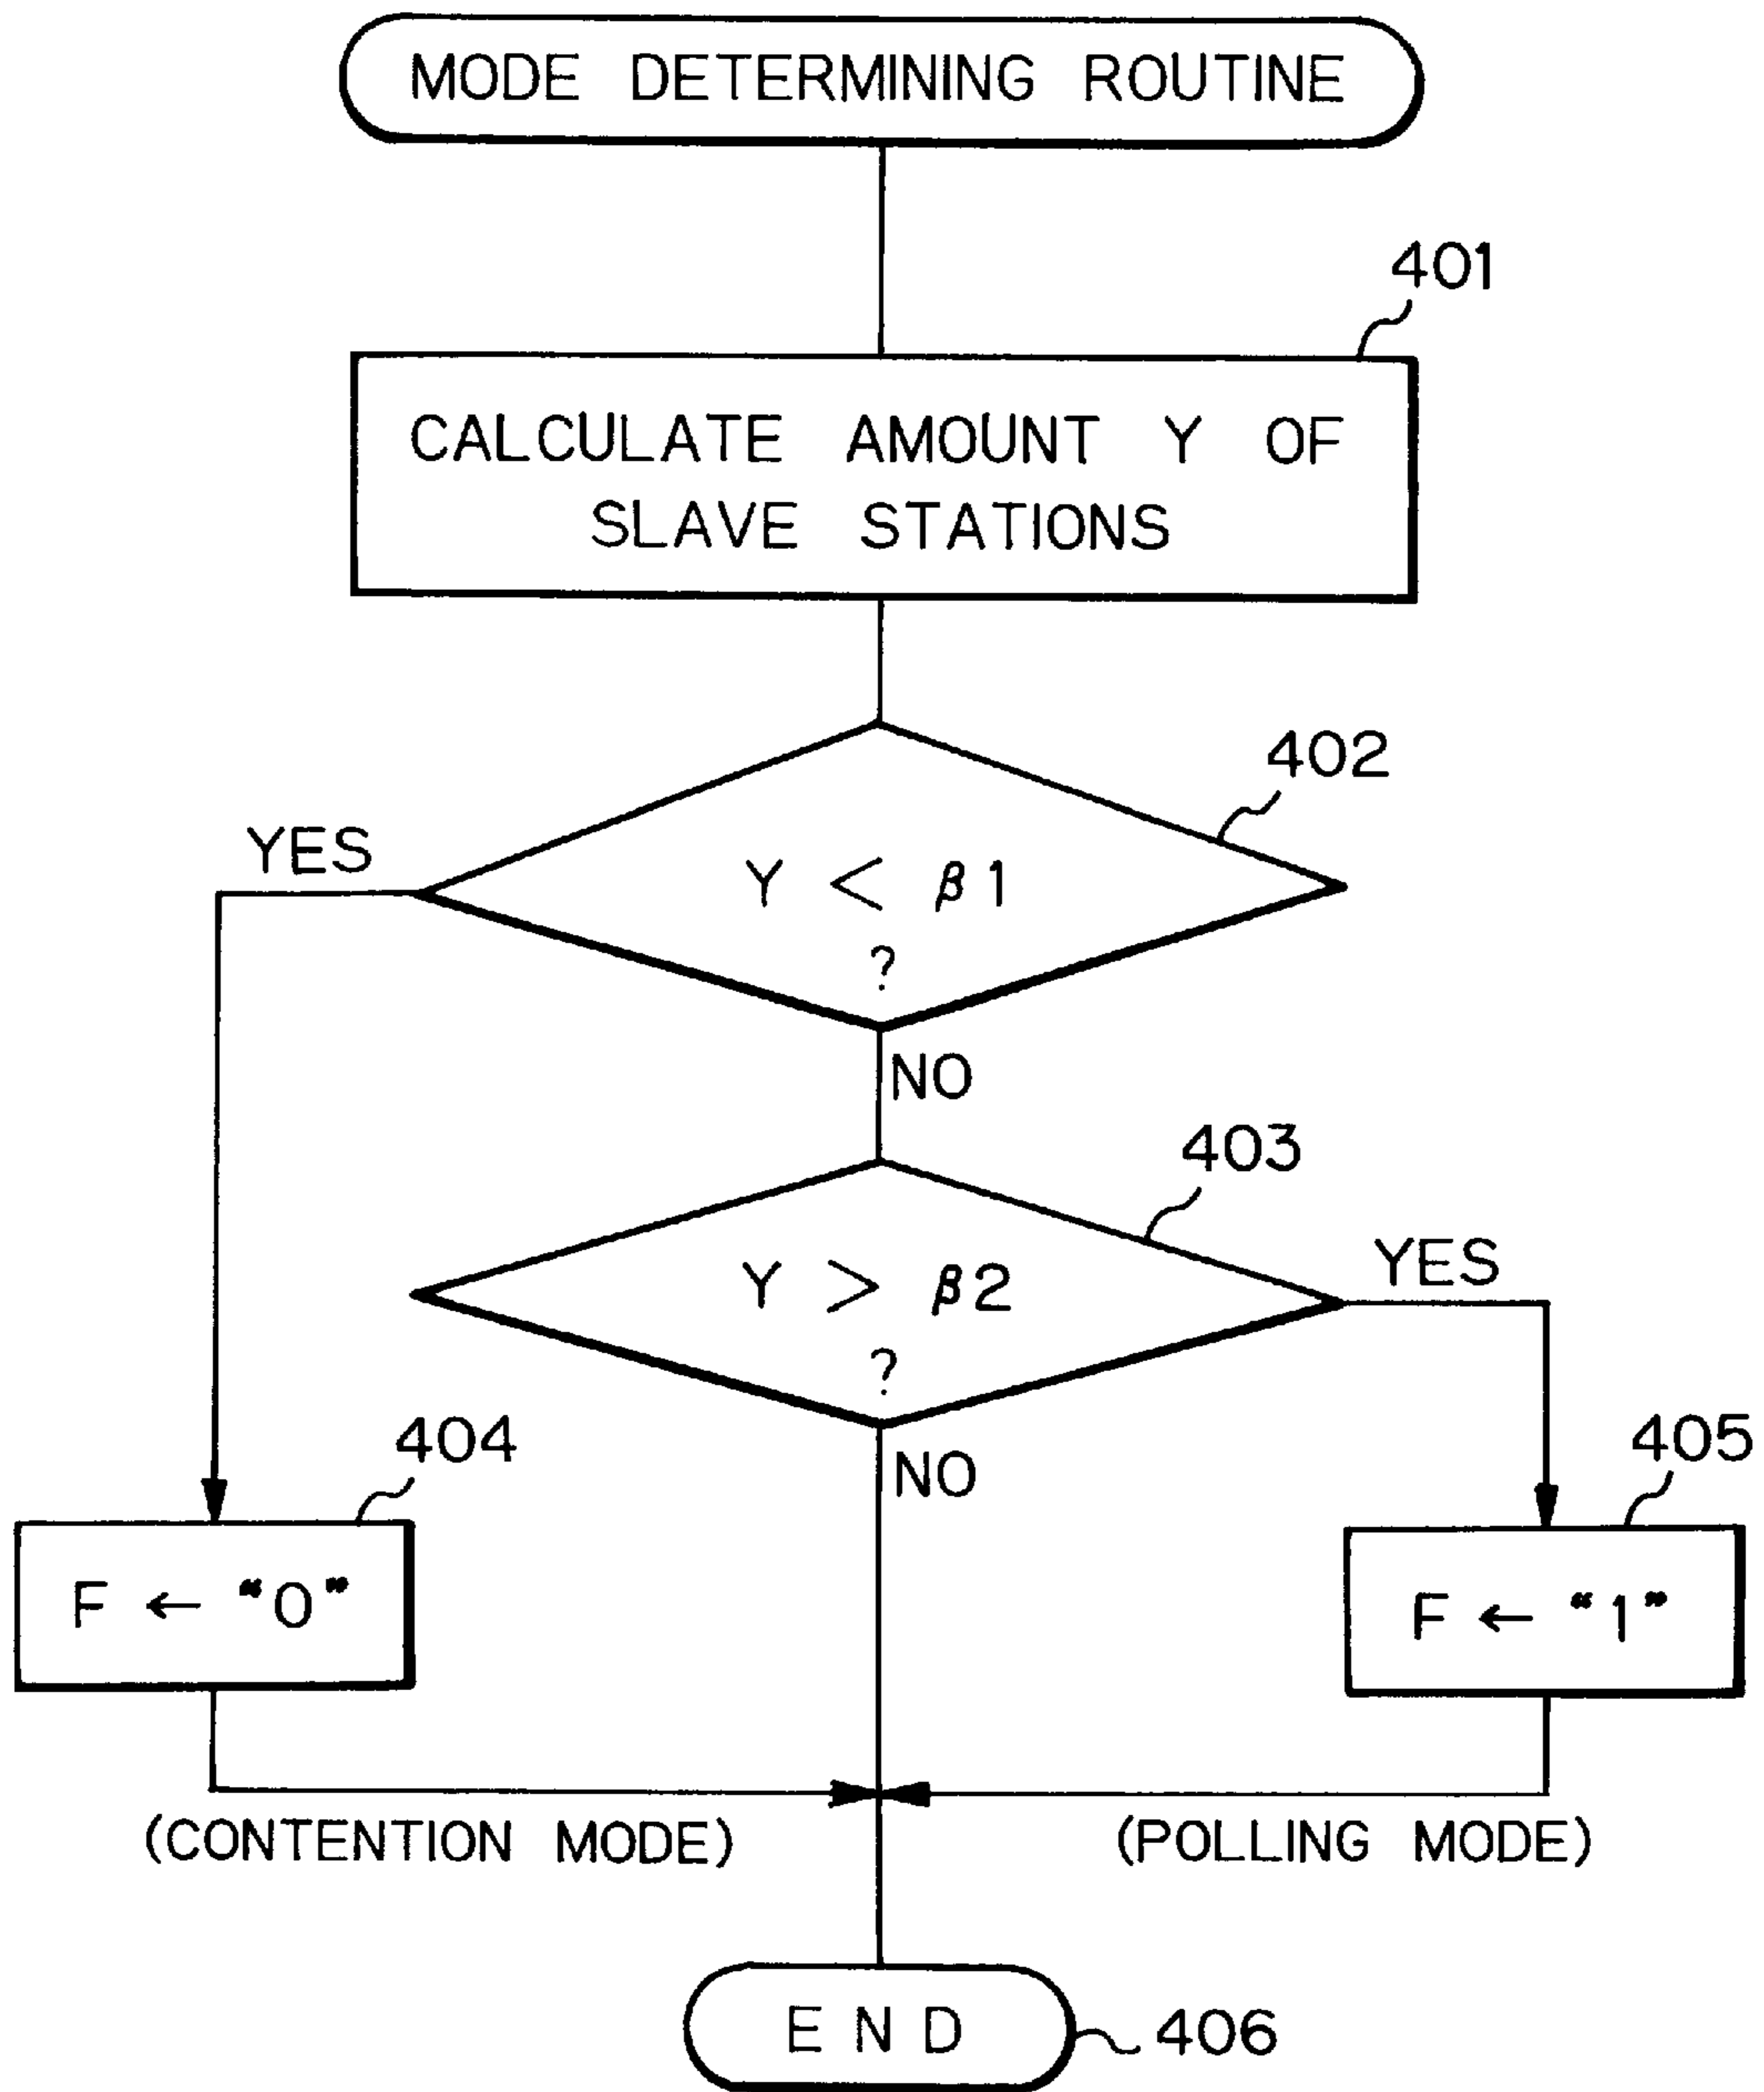 MODE DETERMINING ROUTINE
401
CALCULATE AMOUNT Y OF
SLAVE STATIONS
402
YES
Y < β1
?
NO
403
Y > β2
?
YES
NO
404
F ← “0”
405
F ← “1”
(CONTENTION MODE)
(POLLING MODE)
END
406